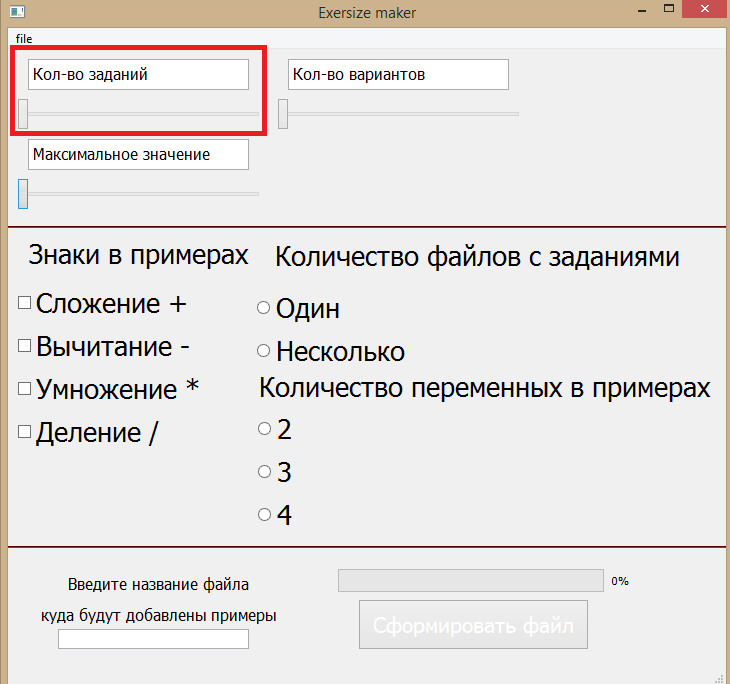 Exersize maker
file
Кол-во заданий
Кол-во вариантов
Максимальное значение
Знаки в примерах
Количество файлов с заданиями
Сложение +
Один
Вычитание -
Несколько
Умножение *
Количество переменных в примерах
Деление /
2
3
4
Введите название файла
0%
куда будут добавлены примеры
Сформировать файл